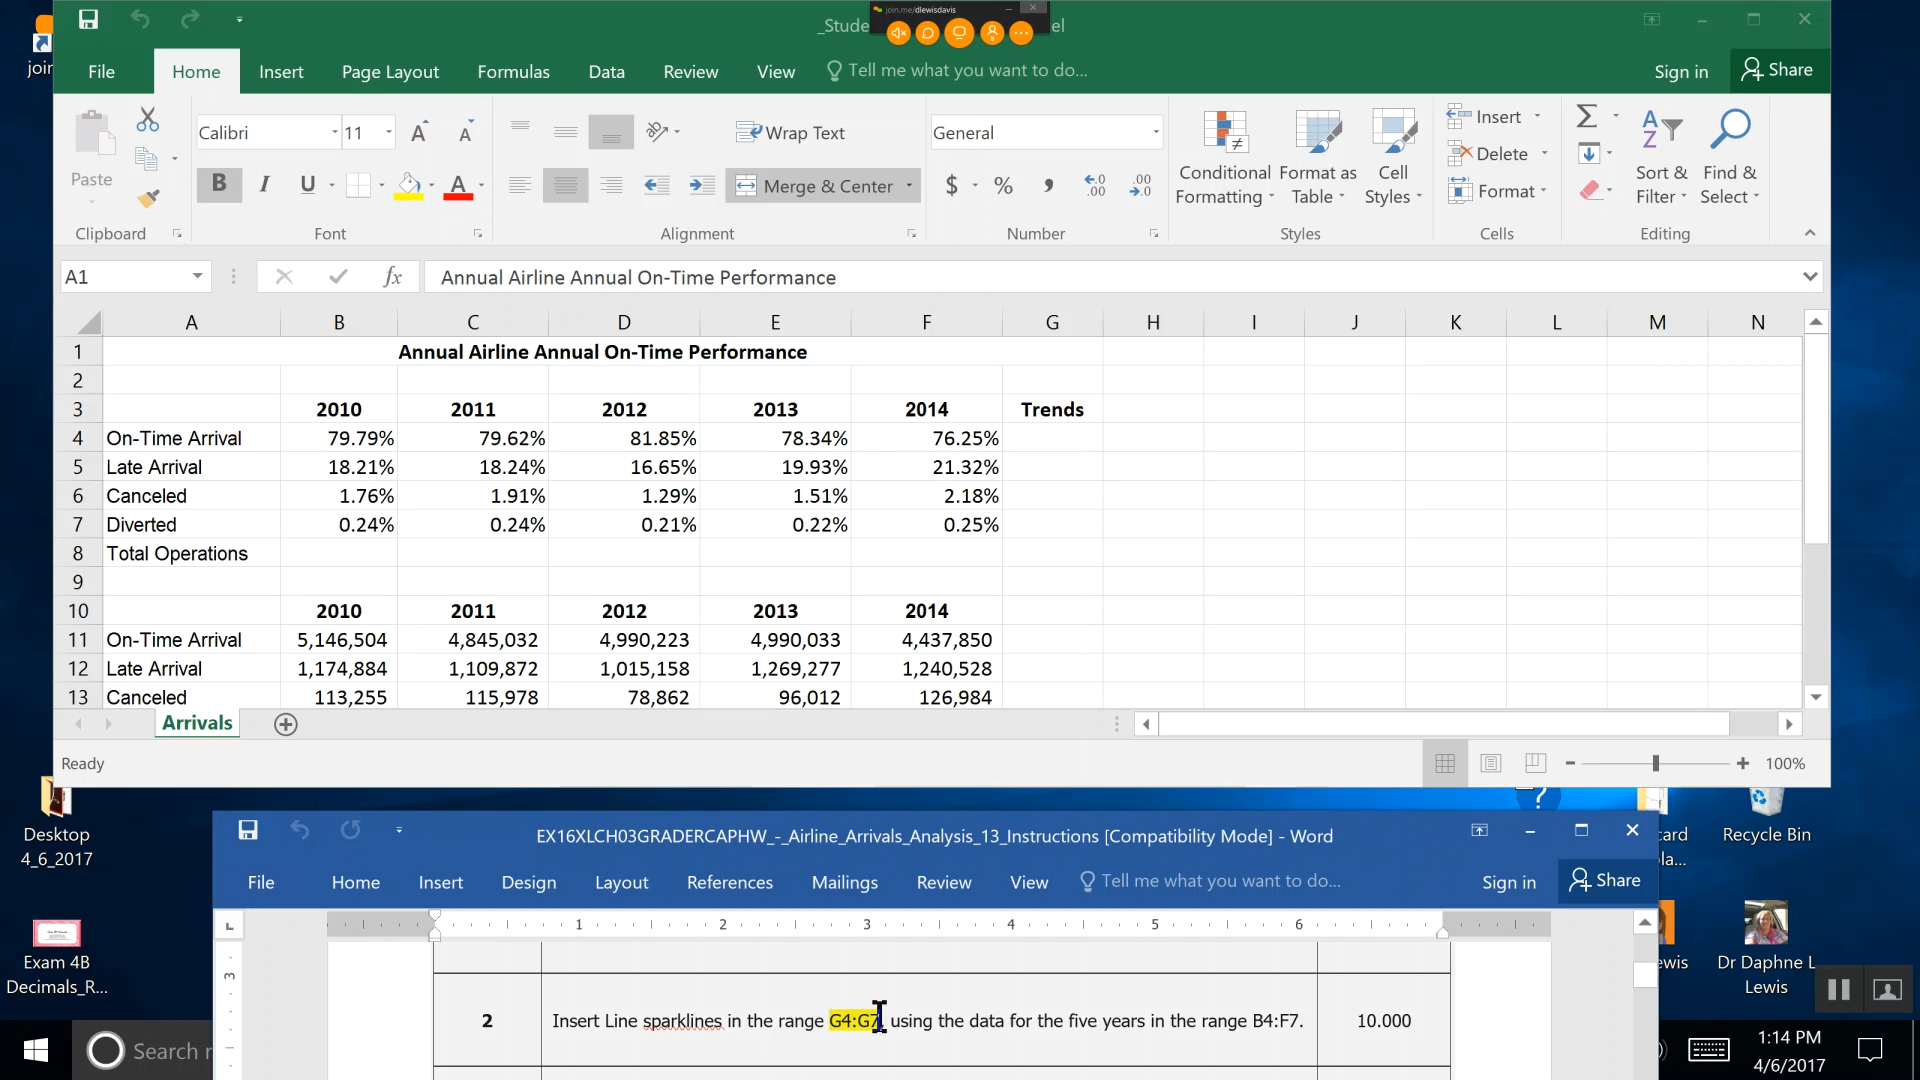 join.me/dlewisdavis
_Stude
el
File Home Insert Page Layout Formulas Data Review View Tell me what you want to do... Sign in Share
Calibri 11 Wrap Text General Insert
Paste B I U A Merge & Center $ % , Conditional Formatting Format as Table Cell Styles Delete Format Sort & Filter Find & Select
Clipboard Font Alignment Number Styles Cells Editing
A1 fx Annual Airline Annual On-Time Performance
A B C D E F G H I J K L M N
1 Annual Airline Annual On-Time Performance
2
3 2010 2011 2012 2013 2014 Trends
4 On-Time Arrival 79.79% 79.62% 81.85% 78.34% 76.25%
5 Late Arrival 18.21% 18.24% 16.65% 19.93% 21.32%
6 Canceled 1.76% 1.91% 1.29% 1.51% 2.18%
7 Diverted 0.24% 0.24% 0.21% 0.22% 0.25%
8 Total Operations
9
10 2010 2011 2012 2013 2014
11 On-Time Arrival 5,146,504 4,845,032 4,990,223 4,990,033 4,437,850
12 Late Arrival 1,174,884 1,109,872 1,015,158 1,269,277 1,240,528
13 Canceled 113,255 115,978 78,862 96,012 126,984
Arrivals
Ready 100%
Desktop
4_6_2017
Recycle Bin
EX16XLCH03GRADERCAPHW_-_Airline_Arrivals_Analysis_13_Instructions [Compatibility Mode] - Word
File Home Insert Design Layout References Mailings Review View Tell me what you want to do... Sign in Share
1 2 3 4 5 6
3
Exam 4B
Decimals_R...
Dr Daphne L
Lewis
2 Insert Line sparklines in the range G4:G7, using the data for the five years in the range B4:F7. 10.000
Search
1:14 PM
4/6/2017